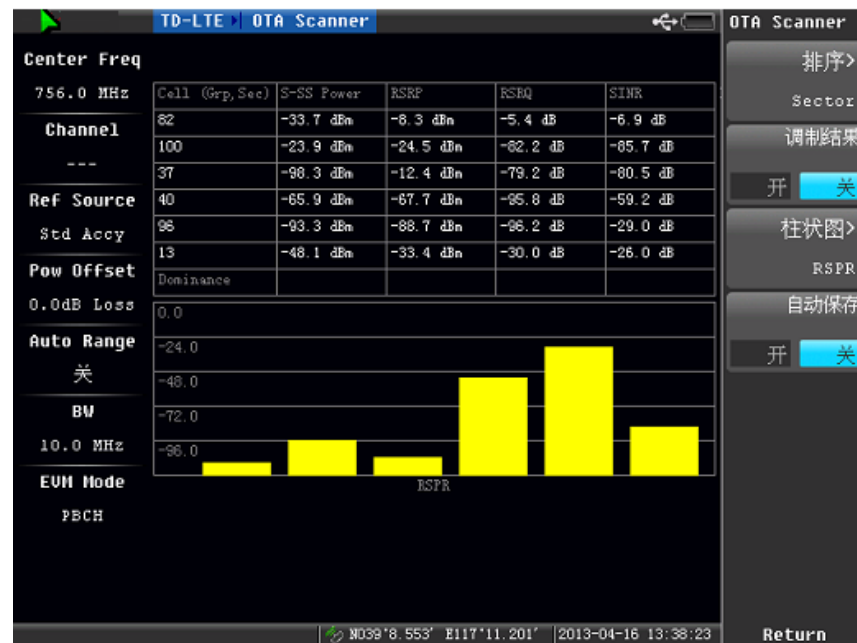 TD-LTE OTA Scanner
OTA Scanner
Center Freq
756.0 MHz
Channel
---
Ref Source
Std Accy
Pow Offset
0.0dB Loss
Auto Range
关
BW
10.0 MHz
EVM Mode
PBCH
Cell (Grp,Sec) S-SS Power RSRP RSRQ SINR
82 -33.7 dBm -8.3 dBm -5.4 dB -6.9 dB
100 -23.9 dBm -24.5 dBm -82.2 dB -85.7 dB
37 -98.3 dBm -12.4 dBm -79.2 dB -80.5 dB
40 -65.9 dBm -67.7 dBm -95.8 dB -59.2 dB
96 -93.3 dBm -88.7 dBm -96.2 dB -29.0 dB
13 -48.1 dBm -33.4 dBm -30.0 dB -26.0 dB
Dominance
0.0
-24.0
-48.0
-72.0
-96.0
RSPR
排序>
Sector
调制结果
开 关
柱状图>
RSPR
自动保存
开 关
N039°8.553' E117°11.201' 2013-04-16 13:38:23
Return